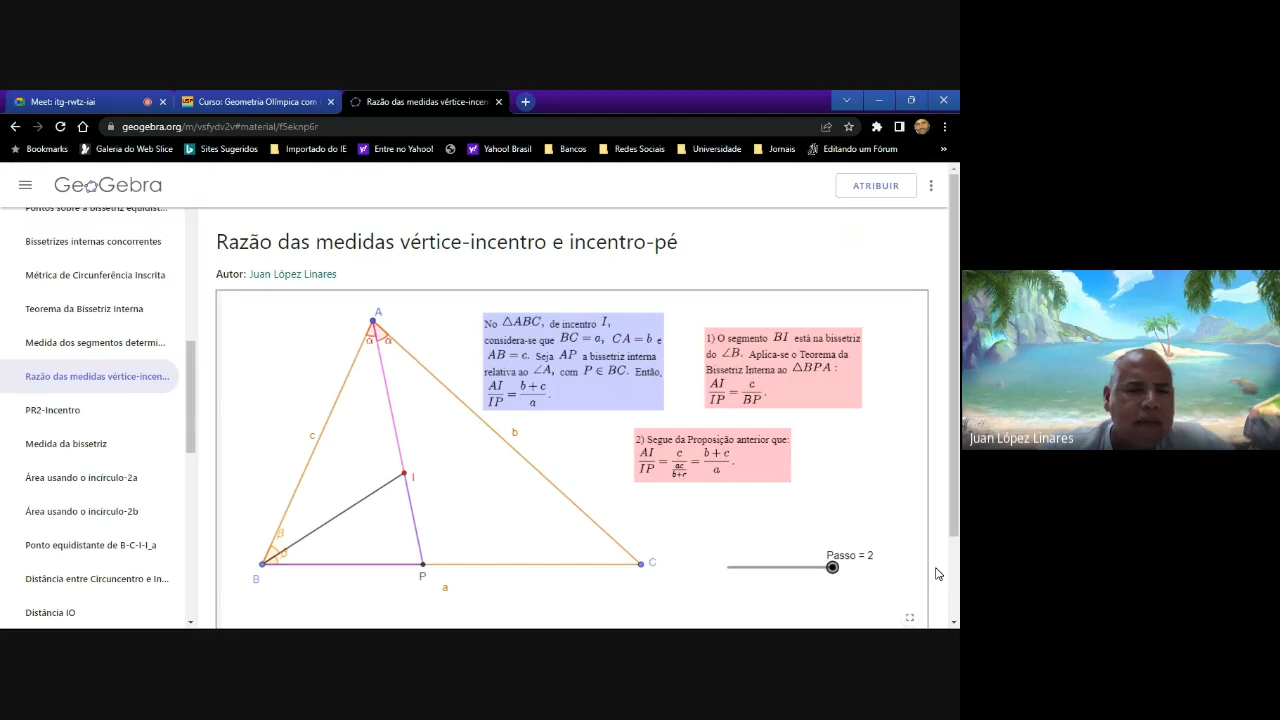 Meet: itg-rwtz-iai
Curso: Geometria Olímpica com I
Razão das medidas vértice-incen
geogebra.org/m/vsfydv2v#material/f5eknp6r
Bookmarks
Galeria do Web Slice
Sites Sugeridos
Importado do IE
Entre no Yahoo!
Yahoo! Brasil
Bancos
Redes Sociais
Universidade
Jornais
Editando um Fórum
»
GeoGebra
ATRIBUIR
Pontos sobre a bissetriz equidist...
Bissetrizes internas concorrentes
Métrica de Circunferência Inscrita
Teorema da Bissetriz Interna
Medida dos segmentos determi...
Razão das medidas vértice-incen...
PR2-Incentro
Medida da bissetriz
Área usando o incírculo-2a
Área usando o incírculo-2b
Ponto equidistante de B-C-I-I_a
Distância entre Circuncentro e In...
Distância IO
Razão das medidas vértice-incentro e incentro-pé
Autor: Juan López Linares
A
α α
c
b
I
β
β
B
P
C
a
No △ABC, de incentro I,
considera-se que BC = a, CA = b e
AB = c. Seja AP a bissetriz interna
relativa ao ∠A, com P ∈ BC. Então,
AI/IP = (b+c)/a.
1) O segmento BI está na bissetriz
do ∠B. Aplica-se o Teorema da
Bissetriz Interna ao △BPA :
AI/IP = c/BP.
2) Segue da Proposição anterior que:
AI/IP = c/(ac/(b+c)) = (b+c)/a.
Passo = 2
Juan López Linares